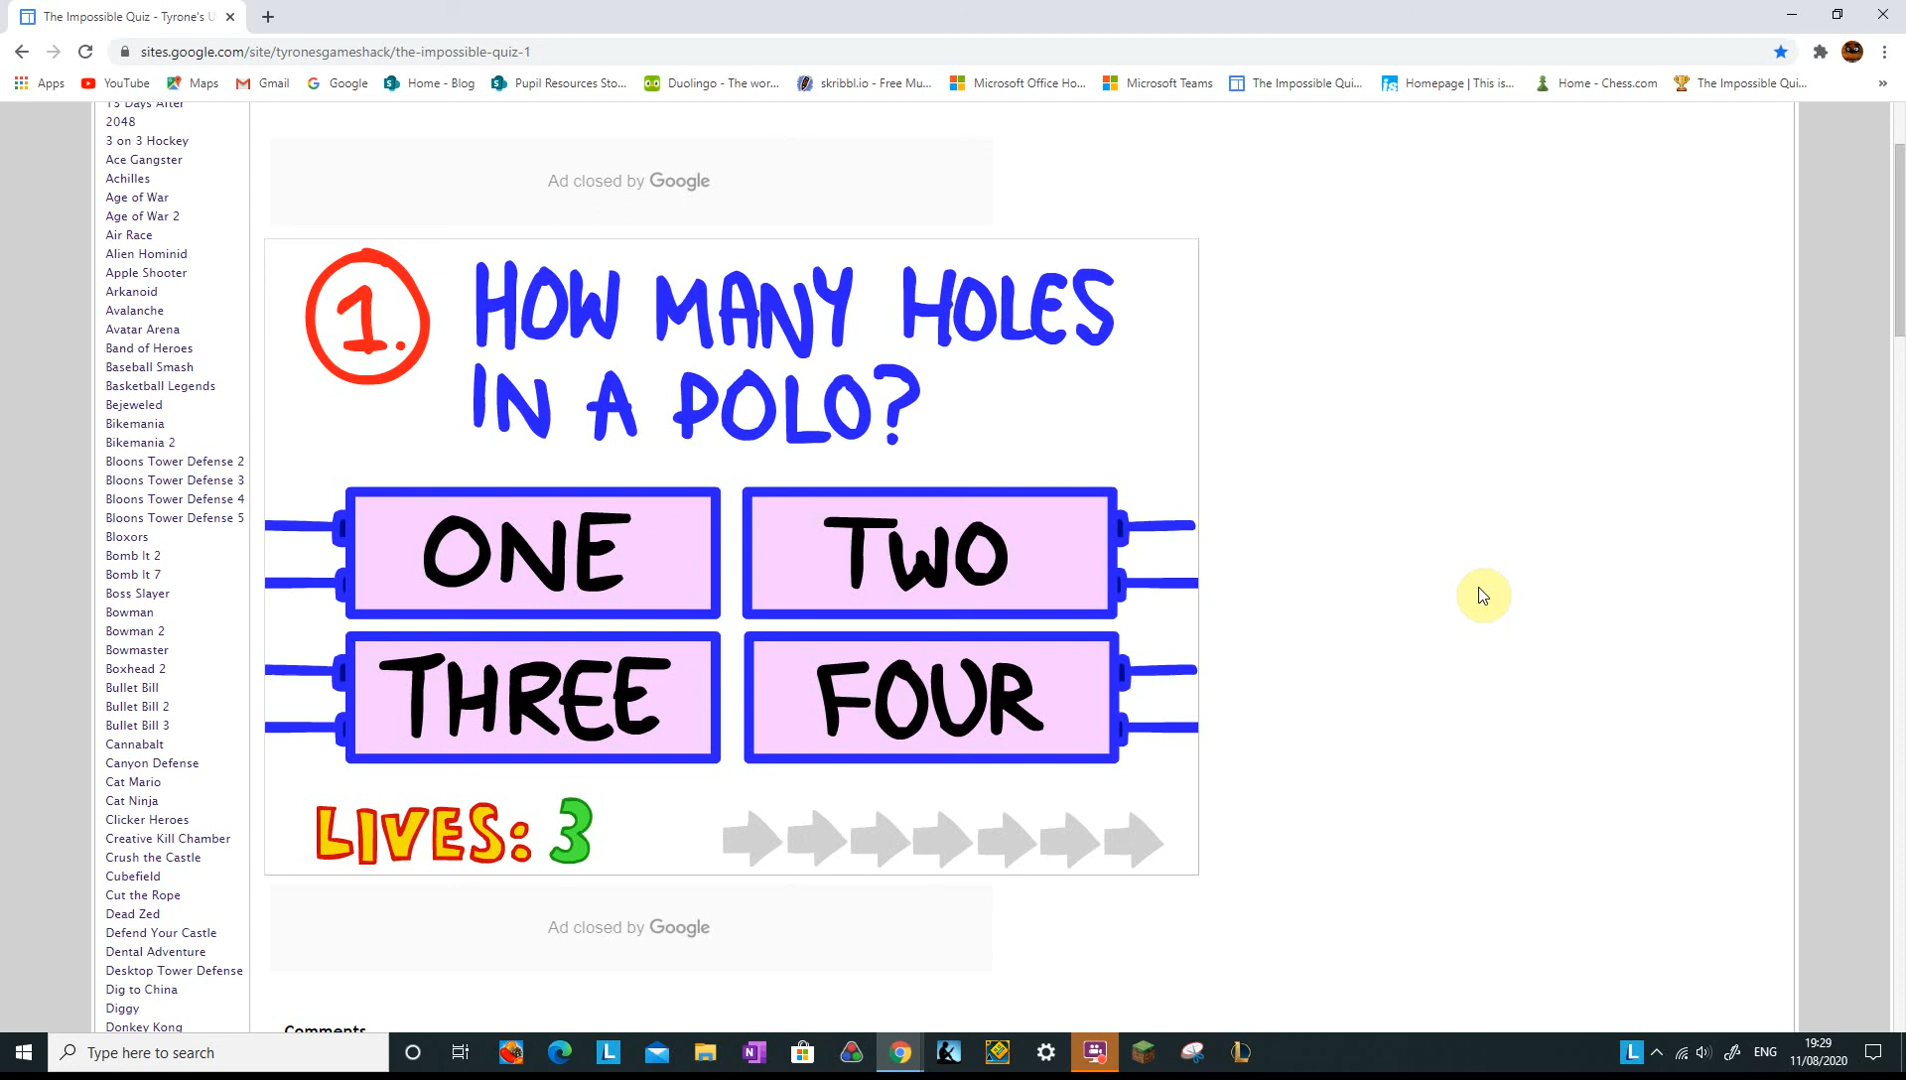 The Impossible Quiz - Tyrone's U
sites.google.com/site/tyronesgameshack/the-impossible-quiz-1
Apps YouTube Maps Gmail Google Home - Blog Pupil Resources Sto... Duolingo - The wor... skribbl.io - Free Mu... Microsoft Office Ho... Microsoft Teams The Impossible Qui... Homepage | This is... Home - Chess.com The Impossible Qu...
13 Days After
2048
3 on 3 Hockey
Ace Gangster
Achilles
Age of War
Age of War 2
Air Race
Alien Hominid
Apple Shooter
Arkanoid
Avalanche
Avatar Arena
Band of Heroes
Baseball Smash
Basketball Legends
Bejeweled
Bikemania
Bikemania 2
Bloons Tower Defense 2
Bloons Tower Defense 3
Bloons Tower Defense 4
Bloons Tower Defense 5
Bloxors
Bomb It 2
Bomb It 7
Boss Slayer
Bowman
Bowman 2
Bowmaster
Boxhead 2
Bullet Bill
Bullet Bill 2
Bullet Bill 3
Cannabalt
Canyon Defense
Cat Mario
Cat Ninja
Clicker Heroes
Creative Kill Chamber
Crush the Castle
Cubefield
Cut the Rope
Dead Zed
Defend Your Castle
Dental Adventure
Desktop Tower Defense
Dig to China
Diggy
Donkey Kong
Ad closed by Google
1. HOW MANY HOLES
IN A POLO?
ONE TWO
THREE FOUR
LIVES: 3
Ad closed by Google
Comments
Type here to search
ENG
19:29
11/08/2020